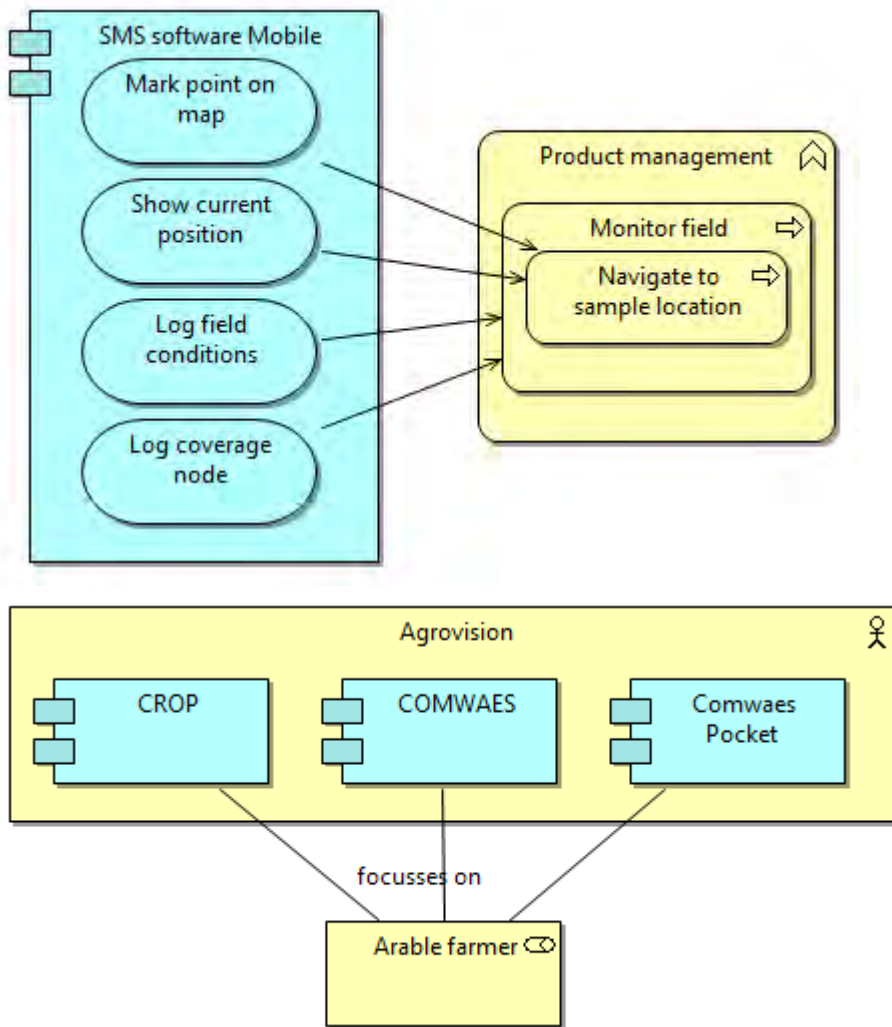 SMS software Mobile
Mark point on
map
Show current
position
Log field
conditions
Log coverage
node
Product management
Monitor field
Navigate to
sample location
Agrovision
CROP
COMWAES
Comwaes
Pocket
focusses on
Arable farmer